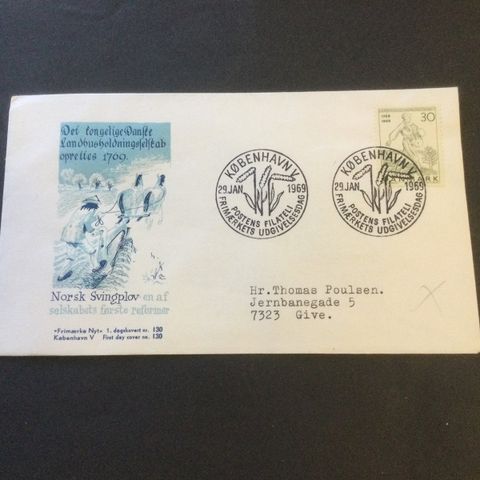 Det kongelige Danske
Landhusholdningsselskab
oprettes 1769.
Norsk Svingplov en af
selskabets første reformer
»Frimærke Nyt« 1. dagskuvert nr. 130
København V First day cover no. 130
KØBENHAVN V.
29.JAN 1969
POSTENS FILATELI
FRIMÆRKETS UDGIVELSESDAG
KØBENHAVN V.
29.JAN 1969
POSTENS FILATELI
FRIMÆRKETS UDGIVELSESDAG
1769
1969
30
DANMARK
Hr.Thomas Poulsen.
Jernbanegade 5
7323 Give.
X